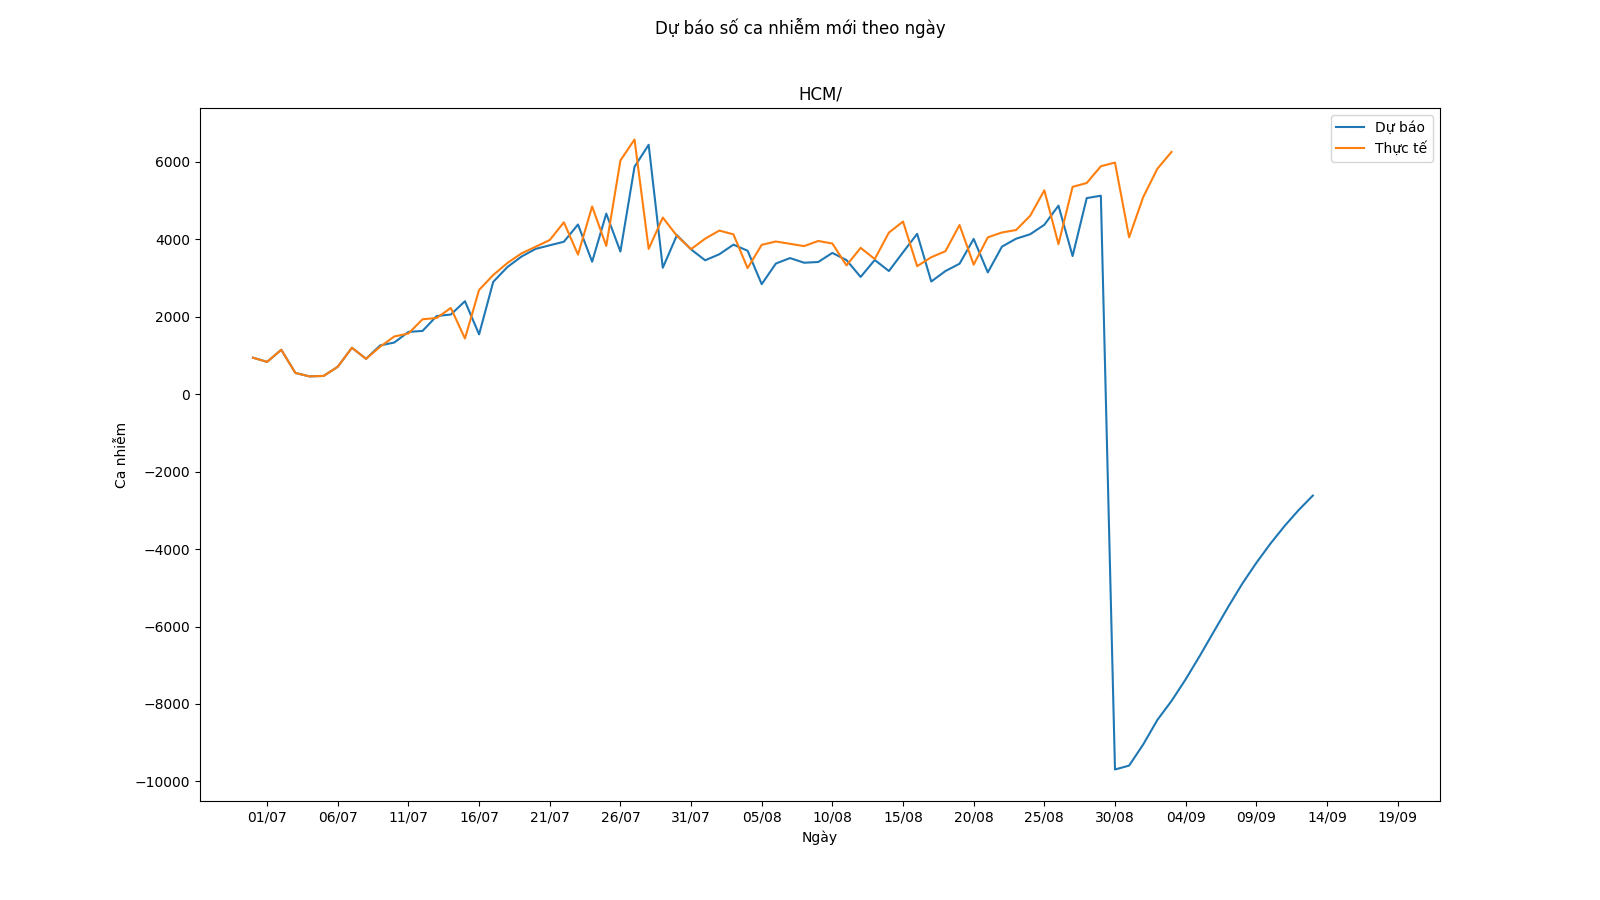 Dự báo số ca nhiễm mới theo ngày
HCM/
Dự báo
Thực tế
6000
4000
2000
0
−2000
−4000
−6000
−8000
−10000
Ca nhiễm
01/07 06/07 11/07 16/07 21/07 26/07 31/07 05/08 10/08 15/08 20/08 25/08 30/08 04/09 09/09 14/09 19/09
Ngày